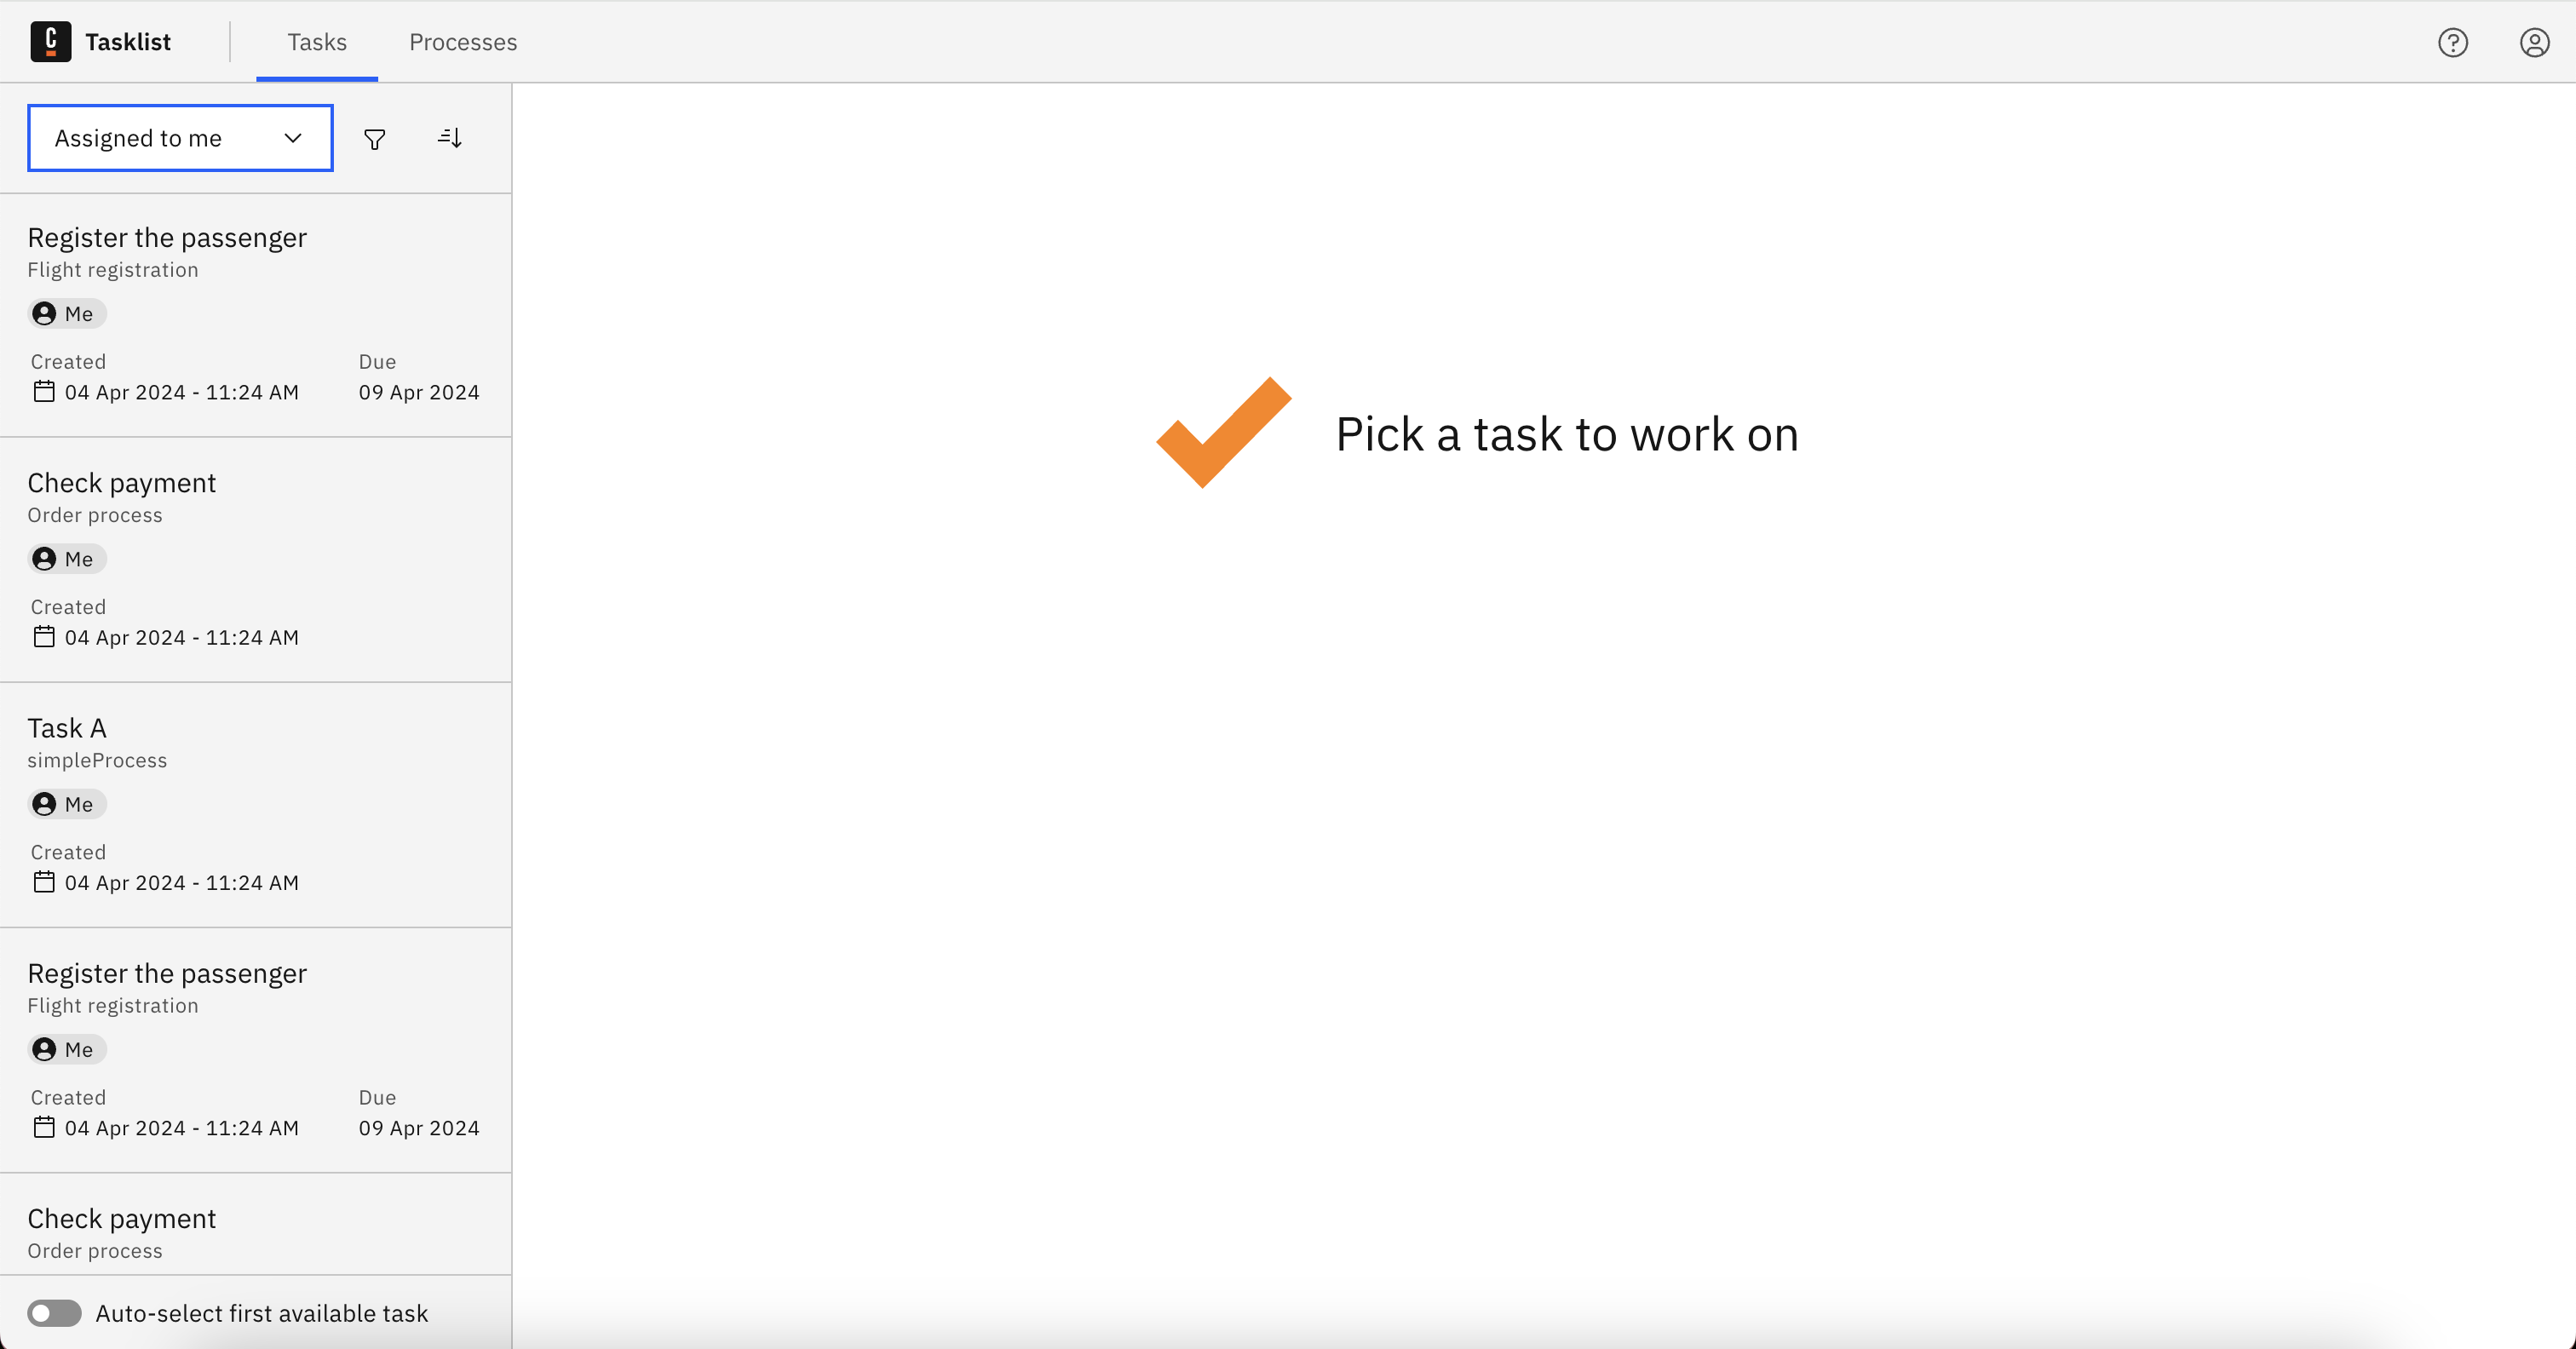 C Tasklist Tasks Processes
Assigned to me
Register the passenger
Flight registration
Me
Created Due
04 Apr 2024 - 11:24 AM 09 Apr 2024
Check payment
Order process
Me
Created
04 Apr 2024 - 11:24 AM
Task A
simpleProcess
Me
Created
04 Apr 2024 - 11:24 AM
Register the passenger
Flight registration
Me
Created Due
04 Apr 2024 - 11:24 AM 09 Apr 2024
Check payment
Order process
Auto-select first available task
Pick a task to work on